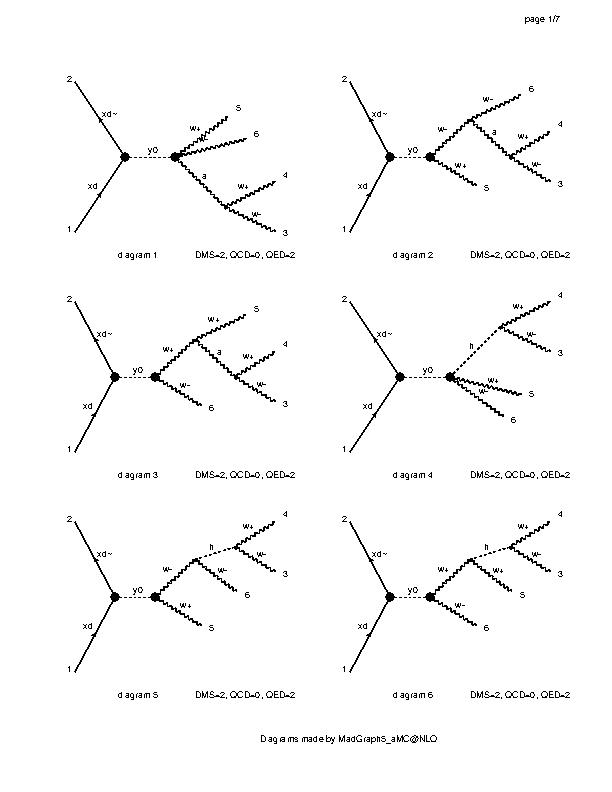 page 1/7
2 xd~ xd 1 y0 w+ w- a w+ w- 5 6 4 3
diagram 1 DMS=2, QCD=0, QED=2
2 xd~ xd 1 y0 w- w+ w- a w+ w- 6 4 3 5
diagram 2 DMS=2, QCD=0, QED=2
2 xd~ xd 1 y0 w+ w- w+ a w+ w- 5 4 3 6
diagram 3 DMS=2, QCD=0, QED=2
2 xd~ xd 1 y0 h w+ w- w+ w- 4 3 5 6
diagram 4 DMS=2, QCD=0, QED=2
2 xd~ xd 1 y0 w- w+ h w- w+ w- 4 3 6 5
diagram 5 DMS=2, QCD=0, QED=2
2 xd~ xd 1 y0 w+ w- h w+ w+ w- 4 3 5 6
diagram 6 DMS=2, QCD=0, QED=2
Diagrams made by MadGraph5_aMC@NLO